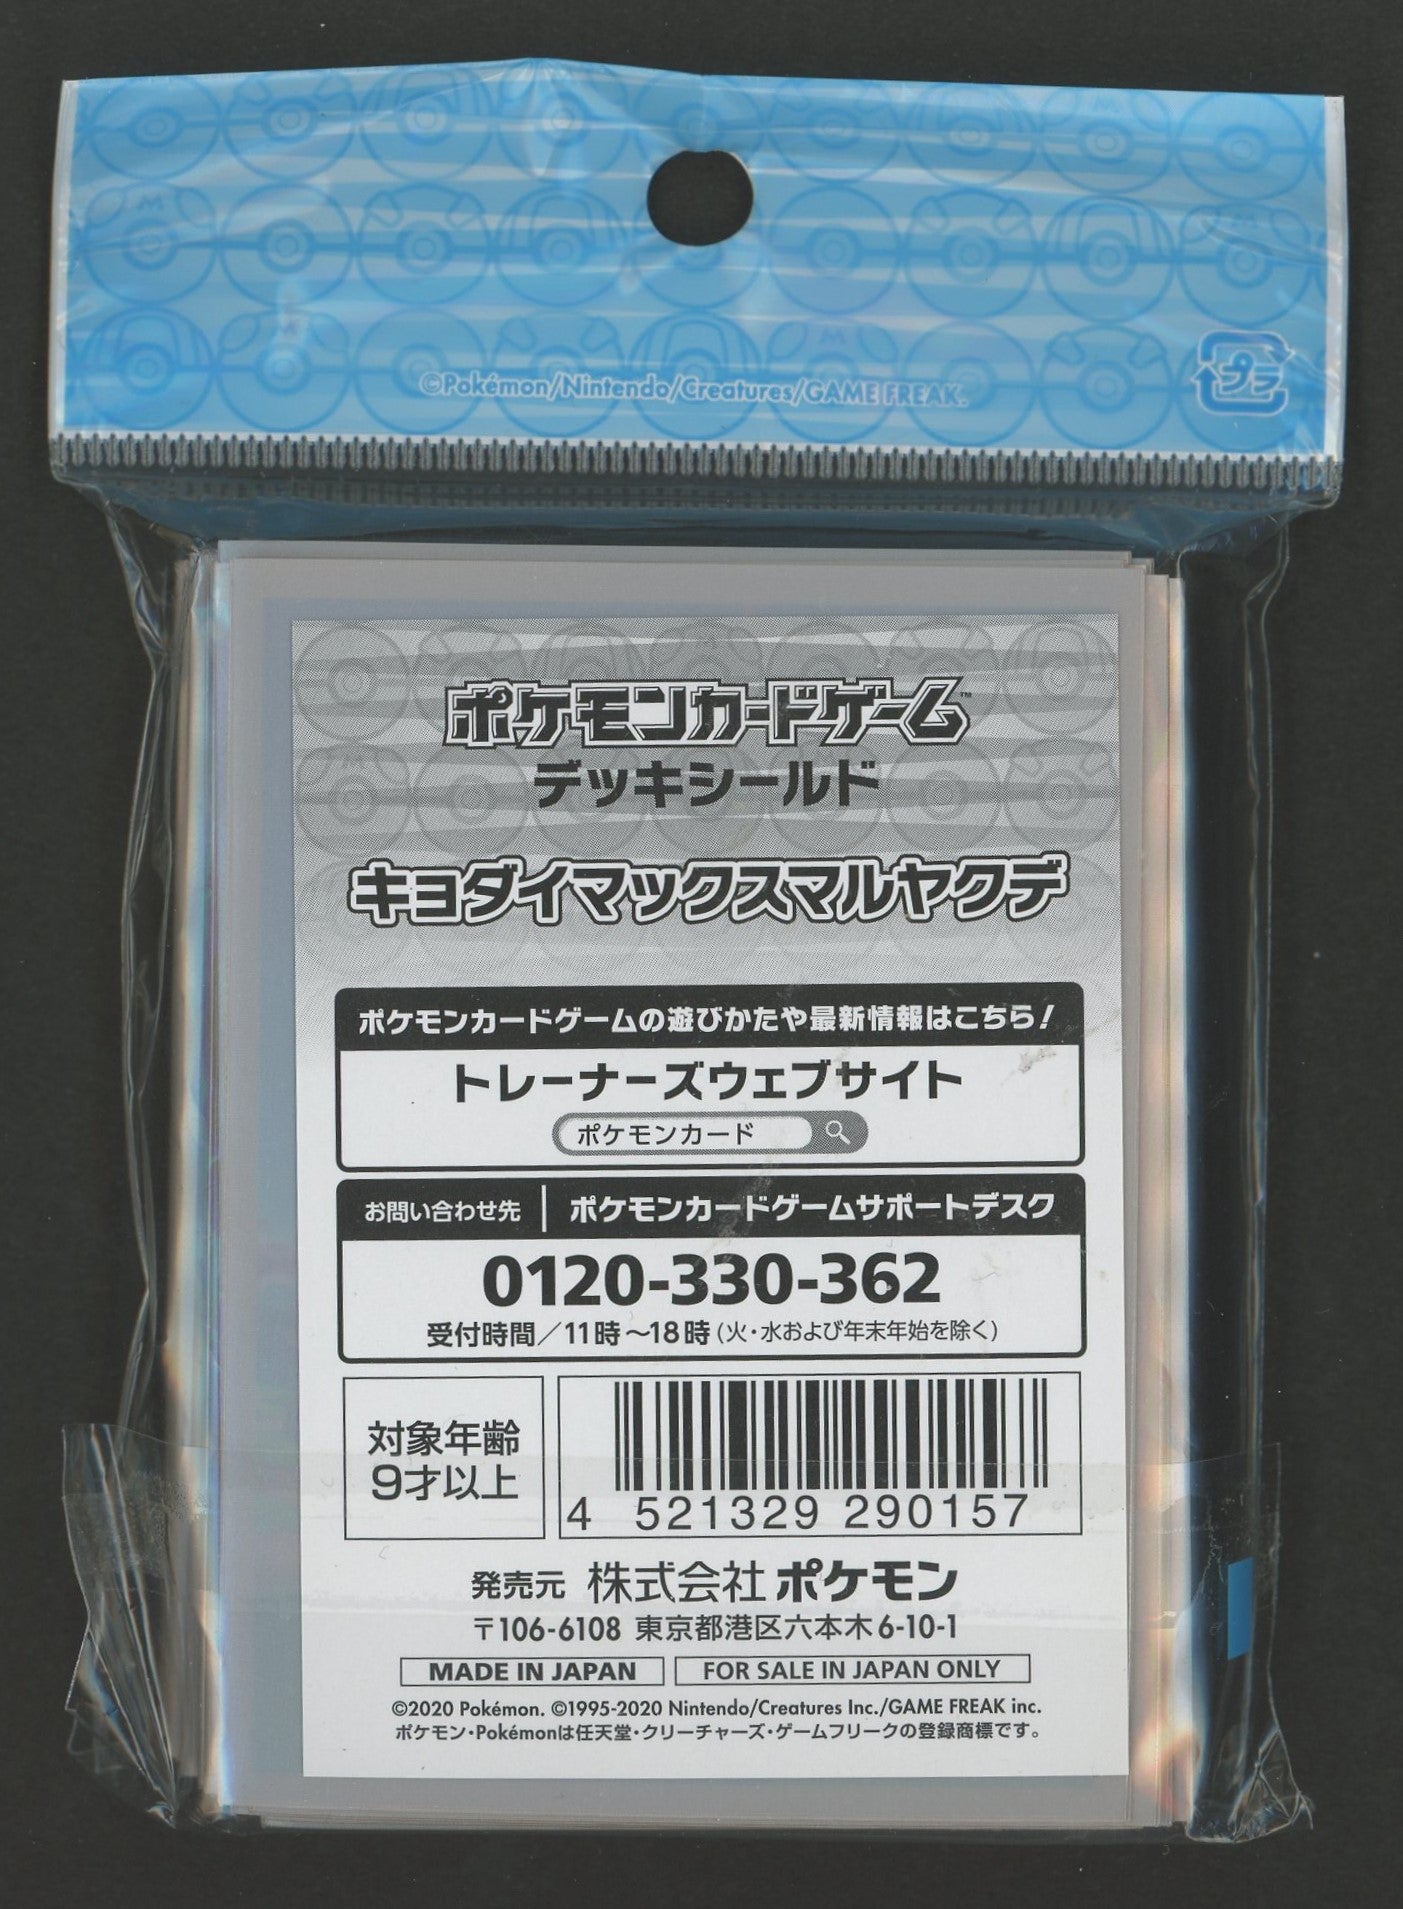 ©Pokémon/Nintendo/Creatures/GAME FREAK.
プラ
ポケモンカードゲーム™
デッキシールド
キョダイマックスマルヤクデ
ポケモンカードゲームの遊びかたや最新情報はこちら!
トレーナーズウェブサイト
ポケモンカード
お問い合わせ先 | ポケモンカードゲームサポートデスク
0120-330-362
受付時間/11時~18時(火・水および年末年始を除く)
対象年齢
9才以上
4 521329 290157
発売元 株式会社ポケモン
〒106-6108 東京都港区六本木6-10-1
MADE IN JAPAN FOR SALE IN JAPAN ONLY
©2020 Pokémon. ©1995-2020 Nintendo/Creatures Inc./GAME FREAK inc.
ポケモン・Pokémonは任天堂・クリーチャーズ・ゲームフリークの登録商標です。